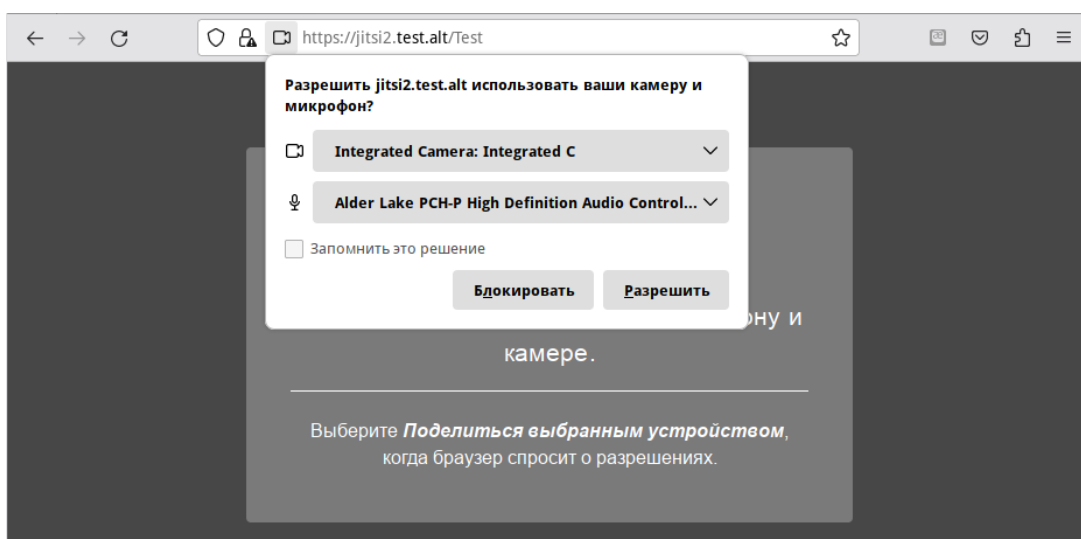 https://jitsi2.test.alt/Test
Разрешить jitsi2.test.alt использовать ваши камеру и
микрофон?
Integrated Camera: Integrated C
Alder Lake PCH-P High Definition Audio Control...
Запомнить это решение
Блокировать Разрешить
ону и
камере.
Выберите Поделиться выбранным устройством,
когда браузер спросит о разрешениях.